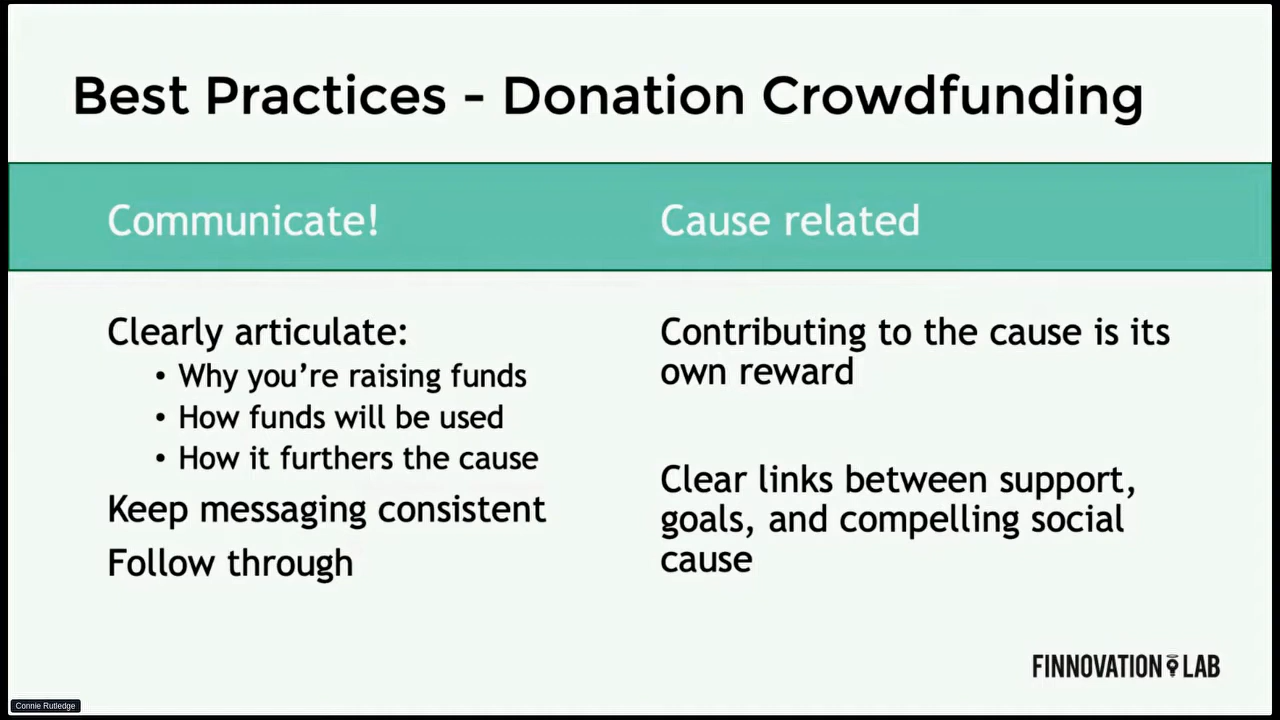 Best Practices - Donation Crowdfunding
Communicate!
Cause related
Clearly articulate:
• Why you’re raising funds
• How funds will be used
• How it furthers the cause
Keep messaging consistent
Follow through
Contributing to the cause is its
own reward
Clear links between support,
goals, and compelling social
cause
FINNOVATION LAB
Connie Rutledge